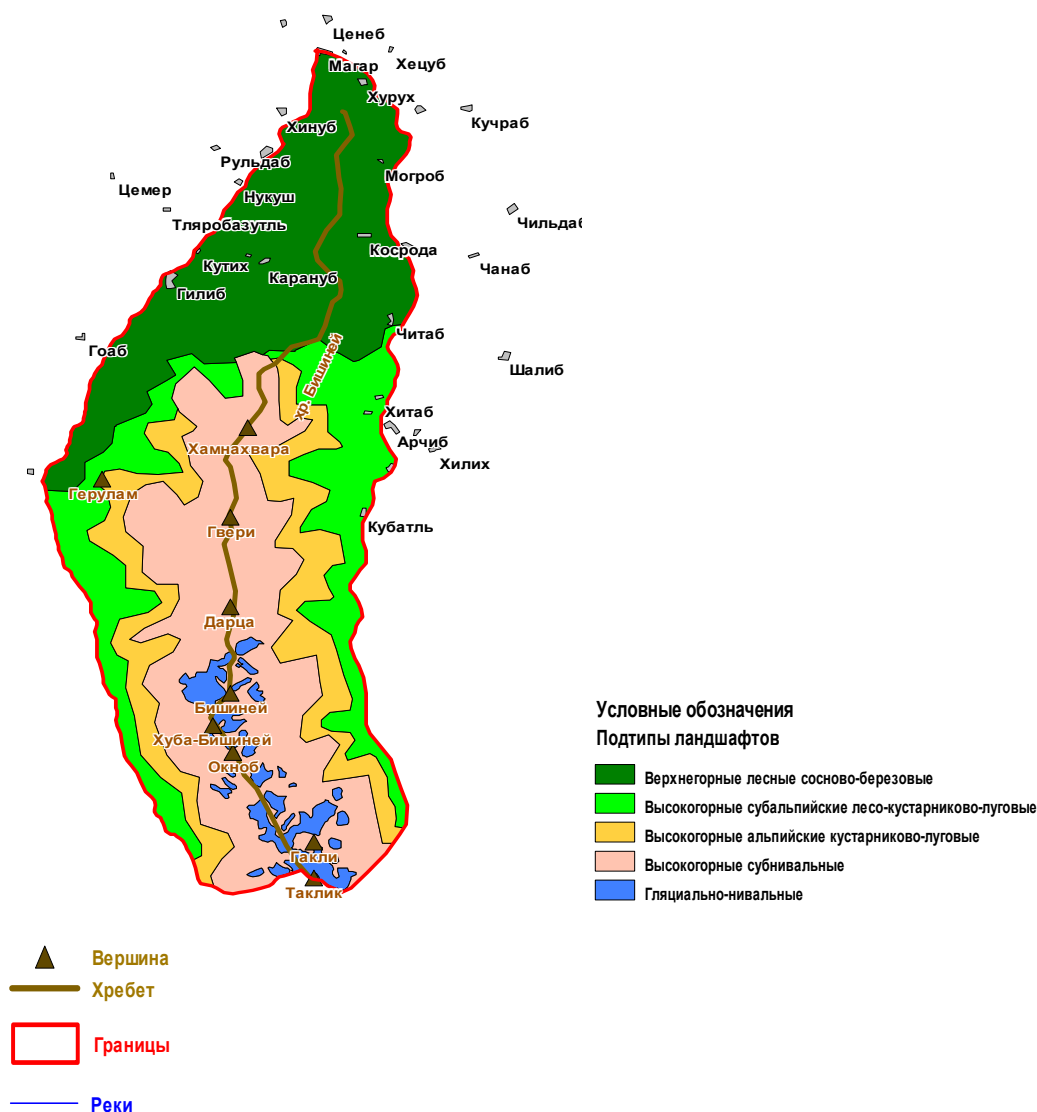 Ценеб
Магар
Хецуб
Хурух
Кучраб
Хинуб
Рульдаб
Могроб
Цемер
Нукуш
Тляробазутль
Чильдаб
Косрода
Кутих
Карануб
Чанаб
Гилиб
Читаб
Гоаб
Шалиб
хр. Бишиней
Хитаб
Хамнахвара
Арчиб
Хилих
Герулам
Гвери
Кубатль
Дарца
Бишиней
Хуба-Бишиней
Окноб
Гакли
Таклик
Условные обозначения
Подтипы ландшафтов
Верхнегорные лесные сосново-березовые
Высокогорные субальпийские лесо-кустарниково-луговые
Высокогорные альпийские кустарниково-луговые
Высокогорные субнивальные
Гляциально-нивальные
Вершина
Хребет
Границы
Реки